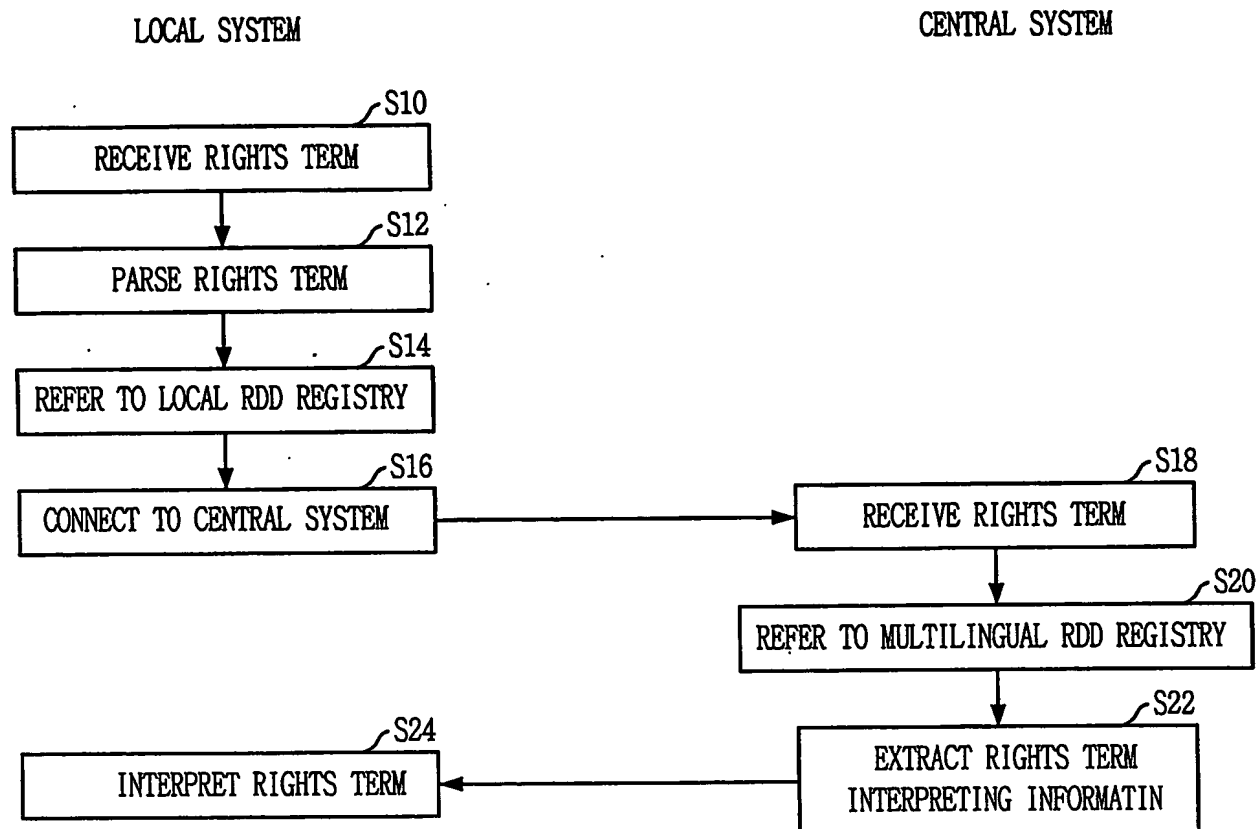 LOCAL SYSTEM
CENTRAL SYSTEM
S10
RECEIVE RIGHTS TERM
S12
PARSE RIGHTS TERM
S14
REFER TO LOCAL RDD REGISTRY
S16
CONNECT TO CENTRAL SYSTEM
S18
RECEIVE RIGHTS TERM
S20
REFER TO MULTILINGUAL RDD REGISTRY
S22
EXTRACT RIGHTS TERM
INTERPRETING INFORMATIN
S24
INTERPRET RIGHTS TERM